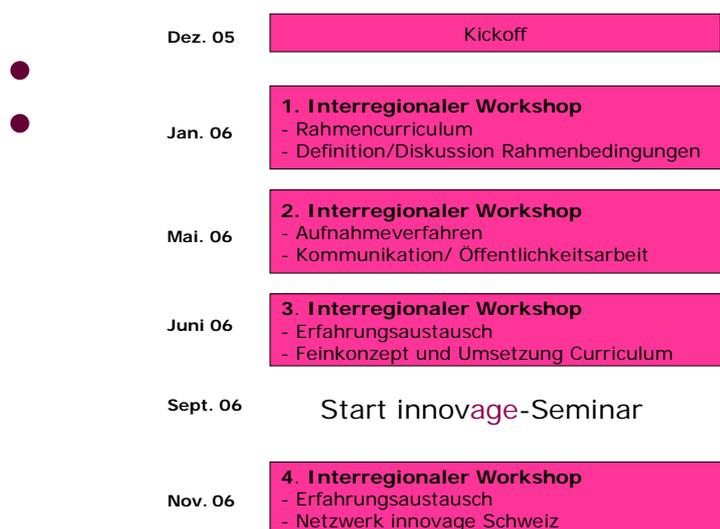 Dez. 05
Kickoff
Jan. 06
1. Interregionaler Workshop
- Rahmencurriculum
- Definition/Diskussion Rahmenbedingungen
Mai. 06
2. Interregionaler Workshop
- Aufnahmeverfahren
- Kommunikation/ Öffentlichkeitsarbeit
Juni 06
3. Interregionaler Workshop
- Erfahrungsaustausch
- Feinkonzept und Umsetzung Curriculum
Sept. 06
Start innovage-Seminar
Nov. 06
4. Interregionaler Workshop
- Erfahrungsaustausch
- Netzwerk innovage Schweiz